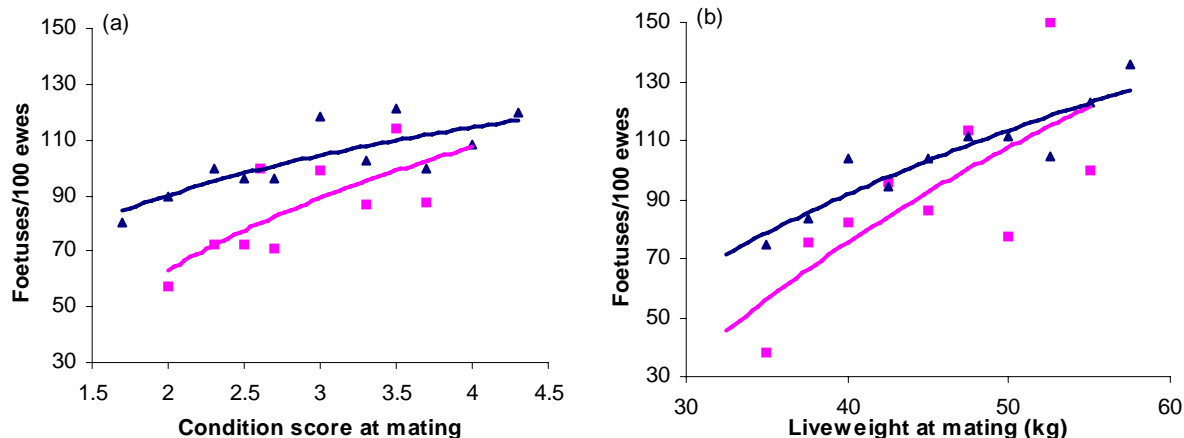 (a)
Foetuses/100 ewes
150
130
110
90
70
50
30
1.5 2 2.5 3 3.5 4 4.5
Condition score at mating
(b)
Foetuses/100 ewes
150
130
110
90
70
50
30
30 40 50 60
Liveweight at mating (kg)